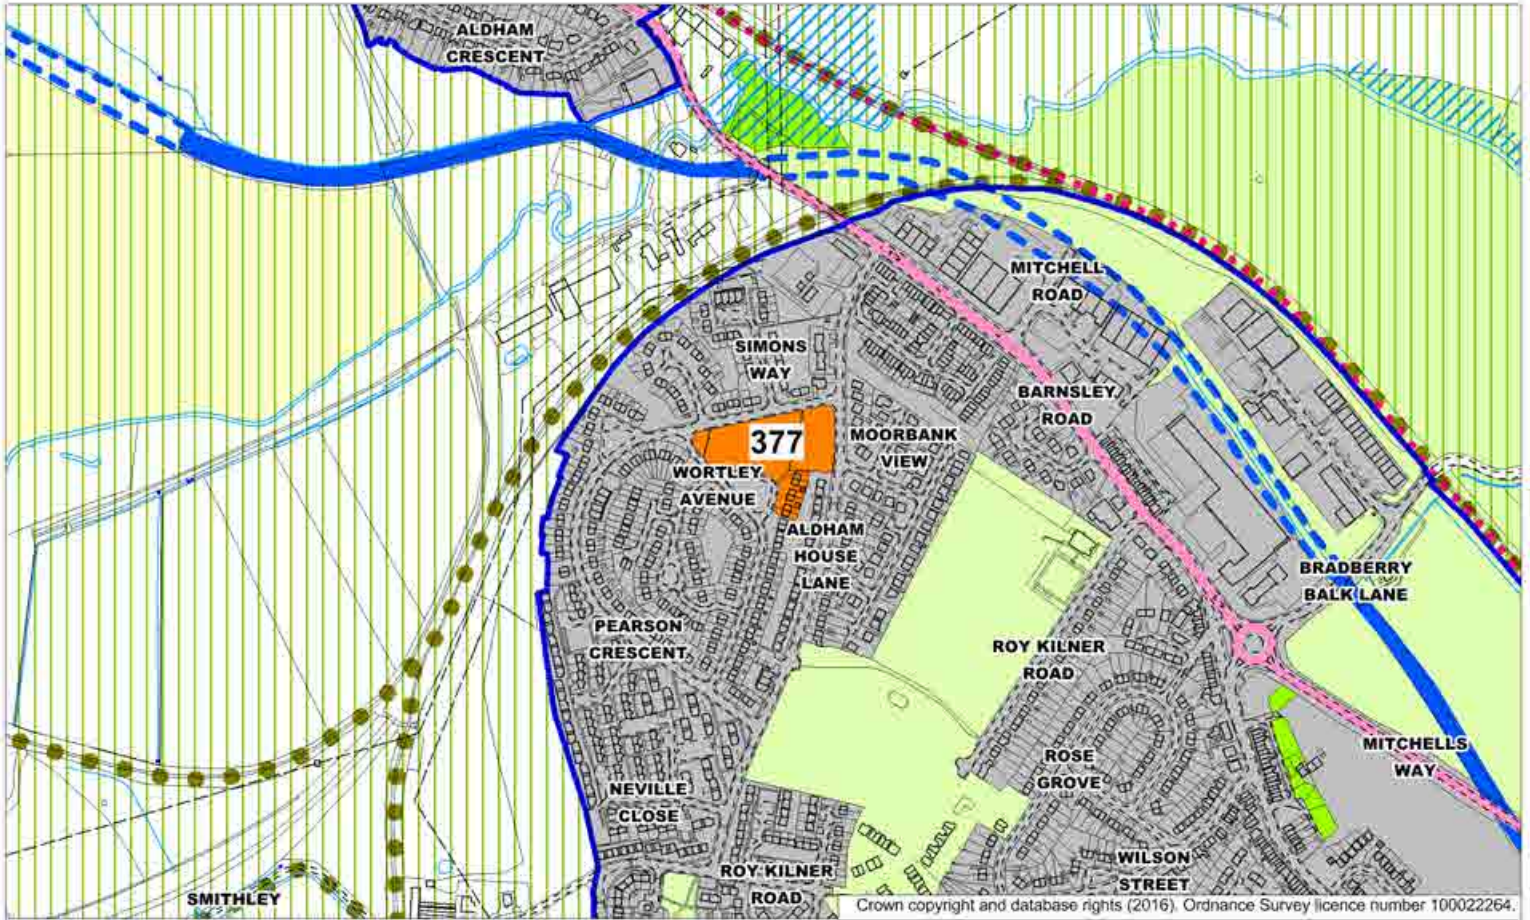 ALDHAM
CRESCENT
MITCHELL
ROAD
SIMONS
WAY
BARNSLEY
ROAD
377
MOORBANK
VIEW
WORTLEY
AVENUE
ALDHAM
HOUSE
LANE
BRADBERRY
BALK LANE
PEARSON
CRESCENT
ROY KILNER
ROAD
MITCHELLS
WAY
ROSE
GROVE
NEVILLE
CLOSE
WILSON
STREET
ROY KILNER
ROAD
SMITHLEY
Crown copyright and database rights (2016). Ordnance Survey licence number 100022264.